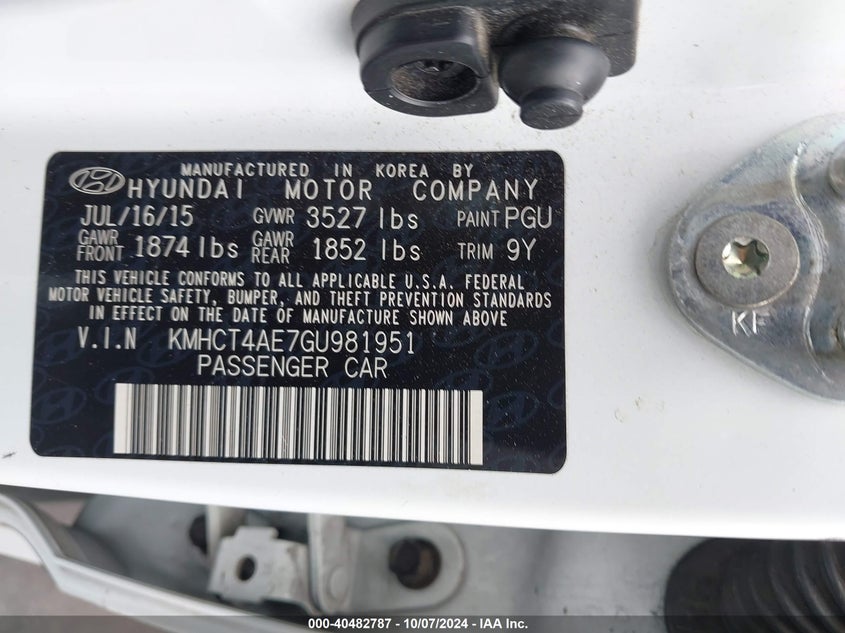 MANUFACTURED IN KOREA BY
HYUNDAI MOTOR COMPANY
JUL/16/15 GVWR 3527 lbs PAINT PGU
GAWR FRONT 1874 lbs GAWR REAR 1852 lbs TRIM 9Y
THIS VEHICLE CONFORMS TO ALL APPLICABLE U.S.A. FEDERAL
MOTOR VEHICLE SAFETY, BUMPER, AND THEFT PREVENTION STANDARDS
IN EFFECT ON THE DATE OF MANUFACTURE SHOWN ABOVE
V.I.N KMHCT4AE7GU981951
PASSENGER CAR
KF
000-40482787 - 10/07/2024 - IAA Inc.